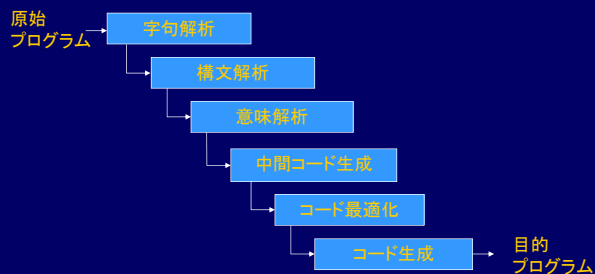 原始
プログラム
字句解析
構文解析
意味解析
中間コード生成
コード最適化
コード生成
目的
プログラム